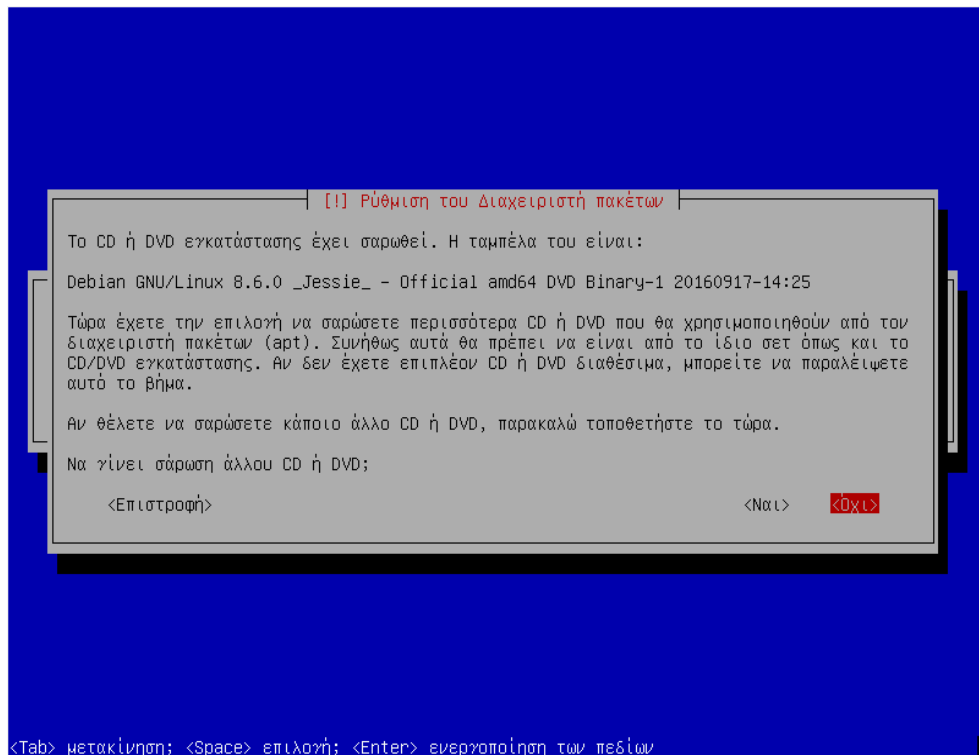 [!] Ρύθμιση του Διαχειριστή πακέτων
Το CD ή DVD εγκατάστασης έχει σαρωθεί. Η ταμπέλα του είναι:
Debian GNU/Linux 8.6.0 _Jessie_ - Official amd64 DVD Binary-1 20160917-14:25
Τώρα έχετε την επιλογή να σαρώσετε περισσότερα CD ή DVD που θα χρησιμοποιηθούν από τον
διαχειριστή πακέτων (apt). Συνήθως αυτά θα πρέπει να είναι από το ίδιο σετ όπως και το
CD/DVD εγκατάστασης. Αν δεν έχετε επιπλέον CD ή DVD διαθέσιμα, μπορείτε να παραλείψετε
αυτό το βήμα.
Αν θέλετε να σαρώσετε κάποιο άλλο CD ή DVD, παρακαλώ τοποθετήστε το τώρα.
Να γίνει σάρωση άλλου CD ή DVD;
<Επιστροφή> <Ναι> <Όχι>
<Tab> μετακίνηση; <Space> επιλογή; <Enter> ενεργοποίηση των πεδίων